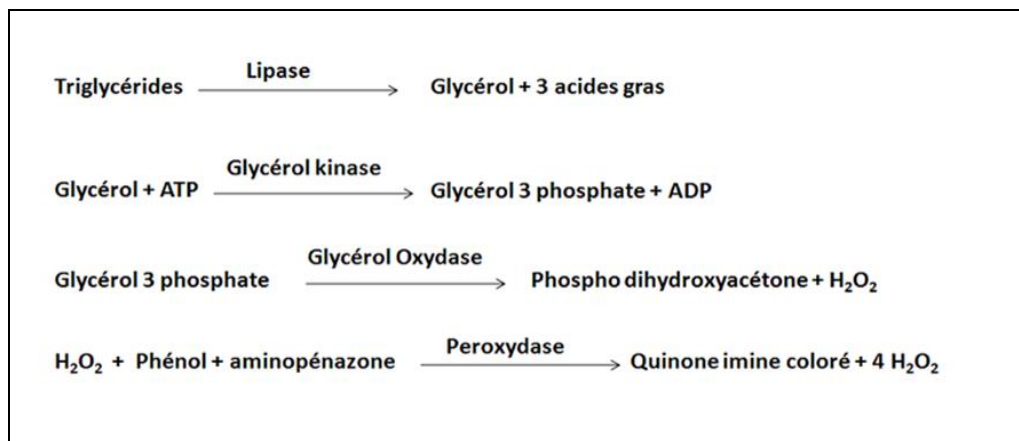 Triglycérides Lipase Glycérol + 3 acides gras
Glycérol + ATP Glycérol kinase Glycérol 3 phosphate + ADP
Glycérol 3 phosphate Glycérol Oxydase Phospho dihydroxyacétone + H₂O₂
H₂O₂ + Phénol + aminopénazone Peroxydase Quinone imine coloré + 4 H₂O₂